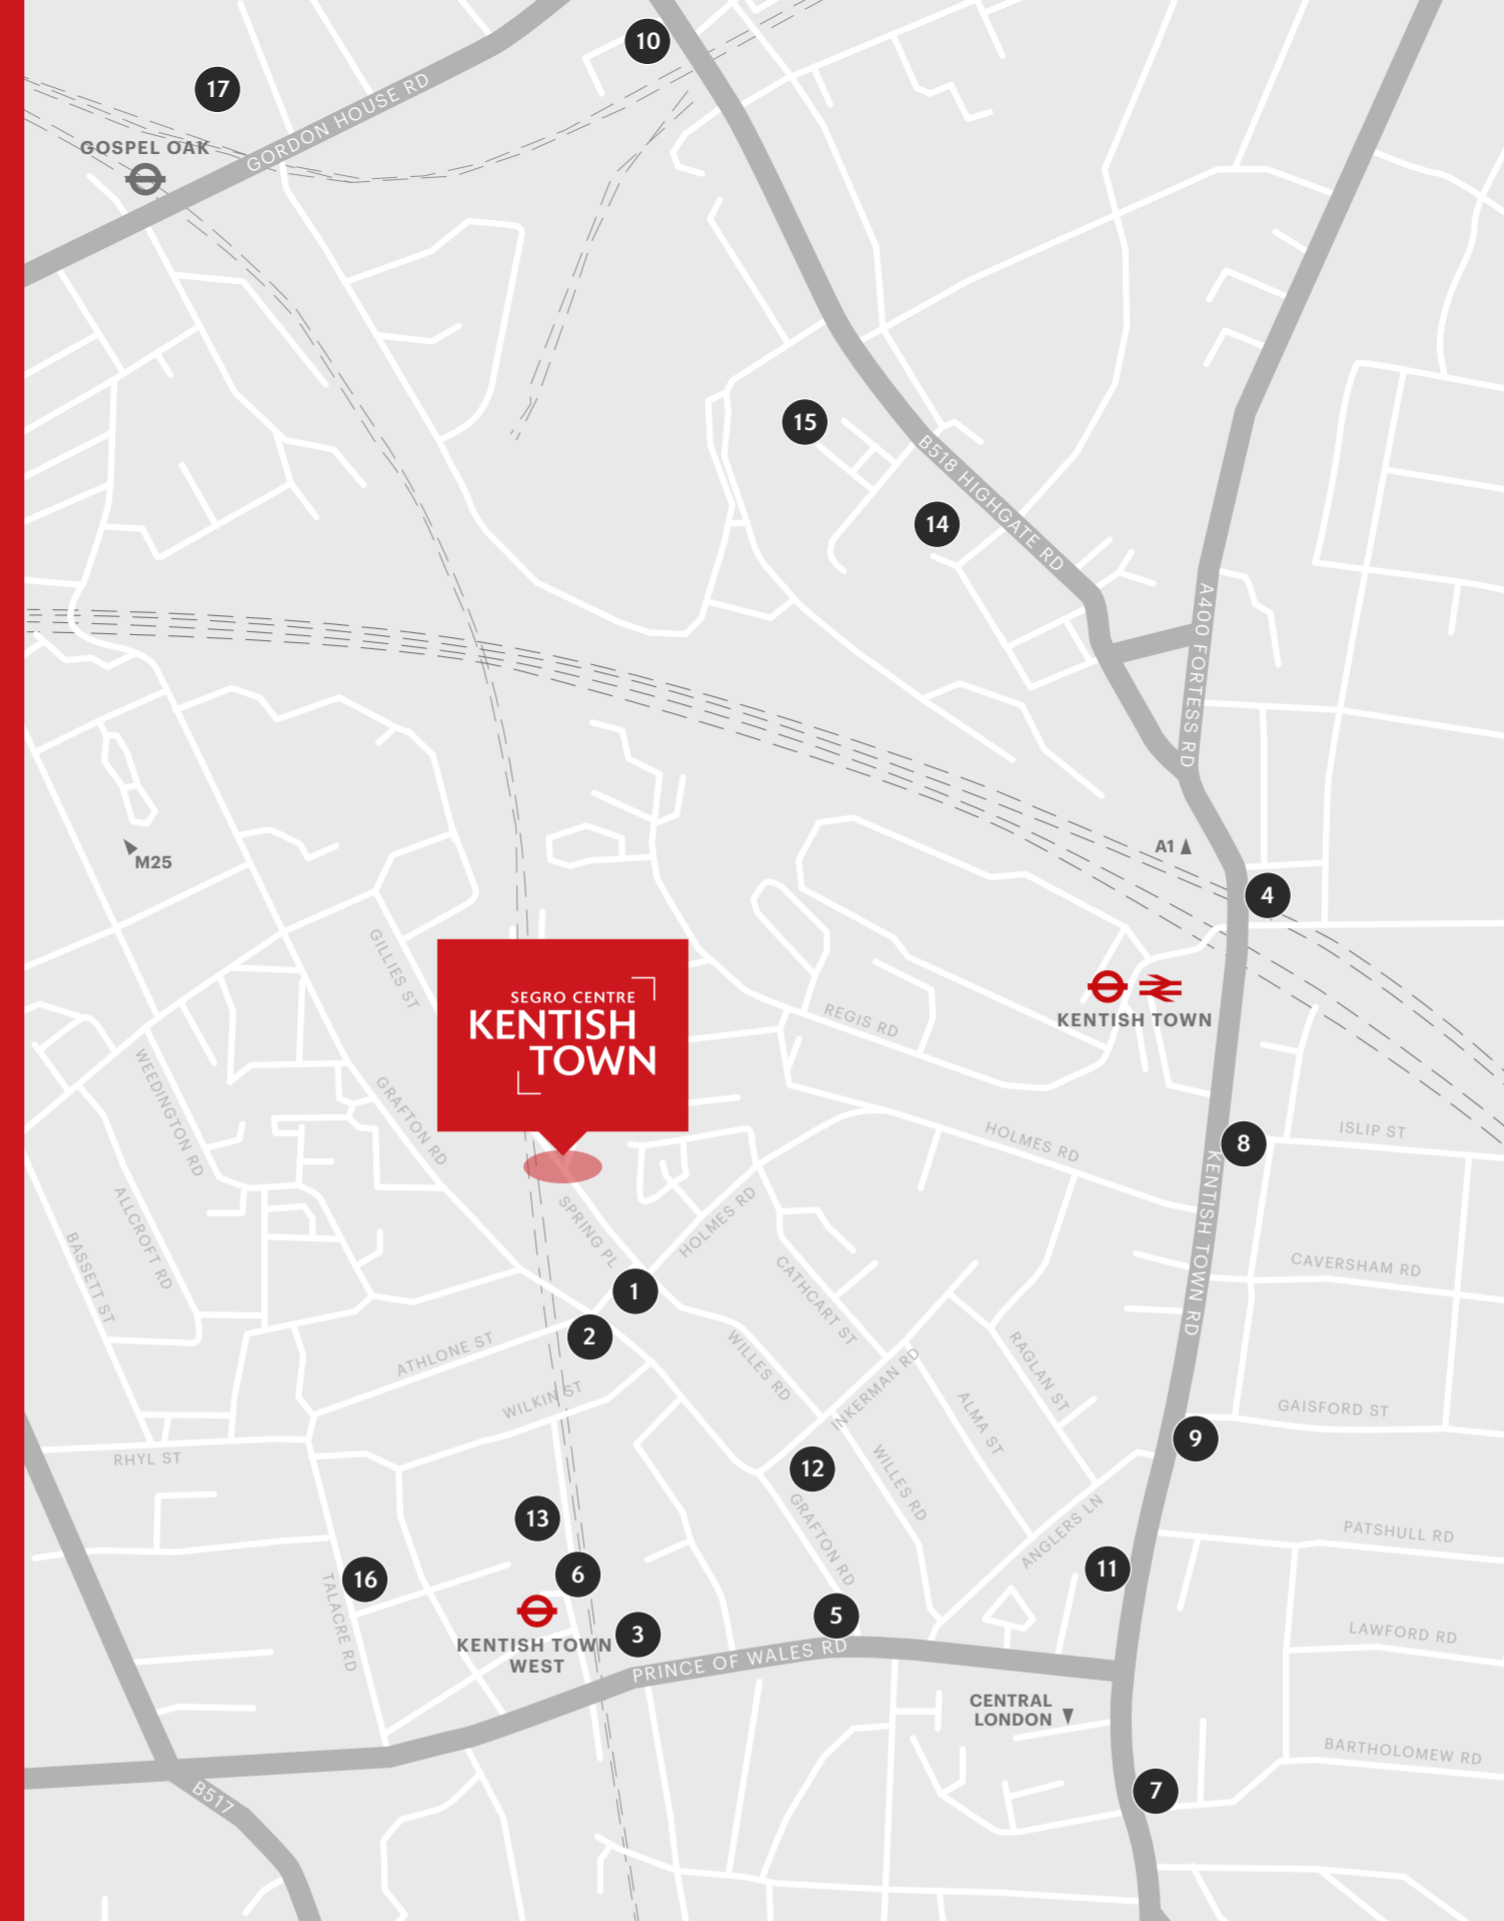 10
17
GORDON HOUSE RD
GOSPEL OAK
15
B518 HIGHGATE RD
14
A400 FORTESS RD
A1
M25
4
GILLIES ST
SEGRO CENTRE
KENTISH
TOWN
REGIS RD
KENTISH TOWN
WEEDINGTON RD
GRAFTON RD
HOLMES RD
8
ISLIP ST
KENTISH TOWN RD
ALLCROFT RD
BASSETT ST
SPRING PL
HOLMES RD
CATHCART ST
CAVERSHAM RD
1
2
ATHLONE ST
WILLES RD
INKERMAN RD
RAGLAN ST
WILKIN ST
ALMA ST
GAISFORD ST
9
RHYL ST
12
WILLES RD
GRAFTON RD
ANGLERS LN
13
PATSHULL RD
16
6
11
TALACRE RD
5
3
LAWFORD RD
KENTISH TOWN
WEST
PRINCE OF WALES RD
CENTRAL
LONDON
BARTHOLOMEW RD
7
B517